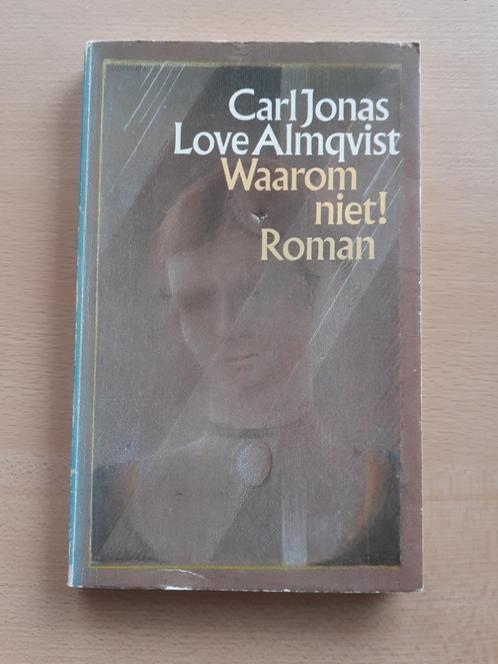 Carl Jonas
Love Almqvist
Waarom
niet!
Roman